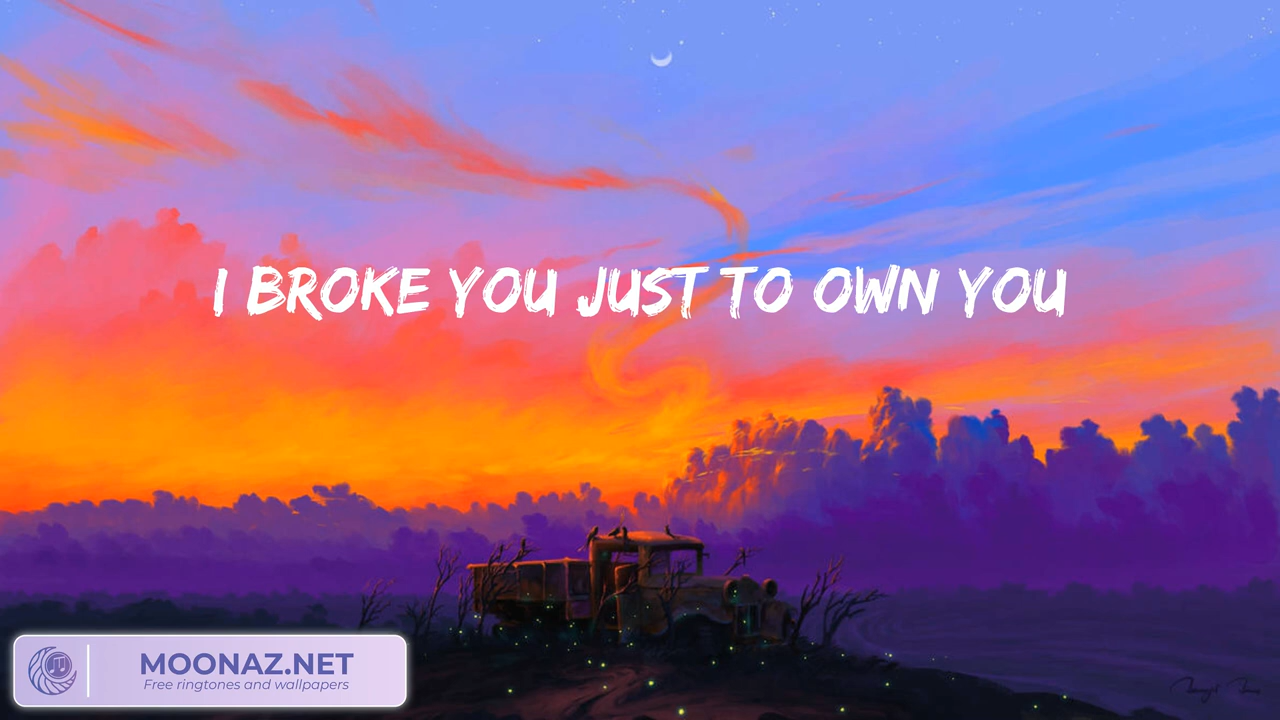 I BROKE YOU JUST TO OWN YOU
MOONAZ.NET
Free ringtones and wallpapers